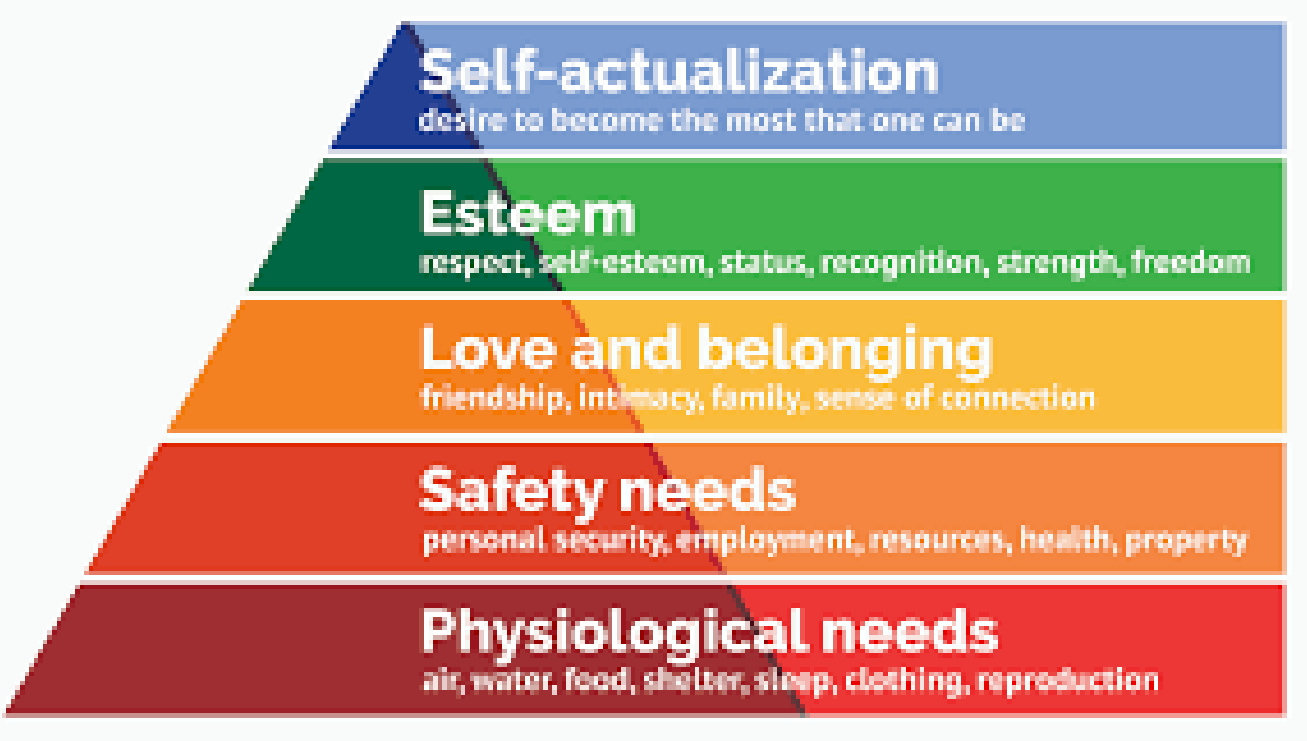 Self-actualization
desire to become the most that one can be
Esteem
respect, self-esteem, status, recognition, strength, freedom
Love and belonging
friendship, intimacy, family, sense of connection
Safety needs
personal security, employment, resources, health, property
Physiological needs
air, water, food, shelter, sleep, clothing, reproduction